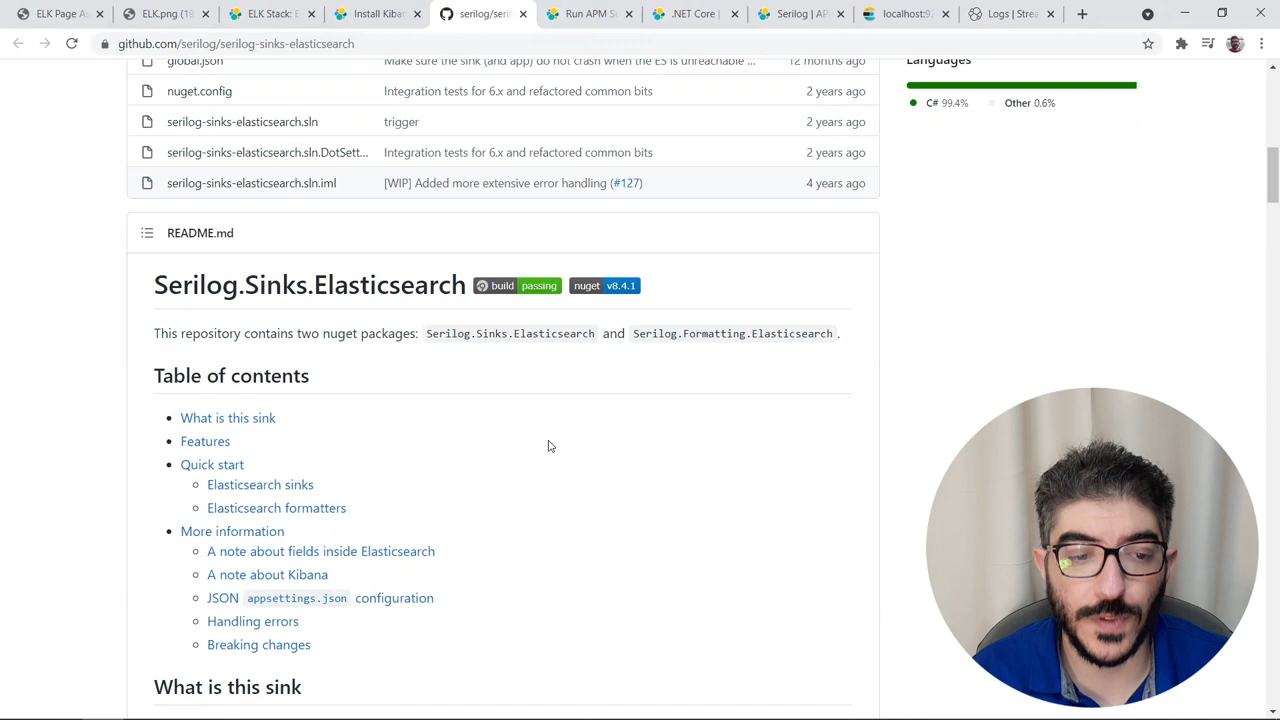 ELK Page A
ELK.png (19
ELK Stack: E
Install Kiba
serilog/seri
Run APM S
.NET Core |
Serilog | AP
localhost:92
Logs | Strea
github.com/serilog/serilog-sinks-elasticsearch
global.json Make sure the sink (and app) do not crash when the ES is unreachable ... 12 months ago
nuget.config Integration tests for 6.x and refactored common bits 2 years ago
serilog-sinks-elasticsearch.sln trigger 2 years ago
serilog-sinks-elasticsearch.sln.DotSett... Integration tests for 6.x and refactored common bits 2 years ago
serilog-sinks-elasticsearch.sln.iml [WIP] Added more extensive error handling (#127) 4 years ago
Languages
C# 99.4% Other 0.6%
README.md
Serilog.Sinks.Elasticsearch build passing nuget v8.4.1
This repository contains two nuget packages: Serilog.Sinks.Elasticsearch and Serilog.Formatting.Elasticsearch.
Table of contents
What is this sink
Features
Quick start
Elasticsearch sinks
Elasticsearch formatters
More information
A note about fields inside Elasticsearch
A note about Kibana
JSON appsettings.json configuration
Handling errors
Breaking changes
What is this sink